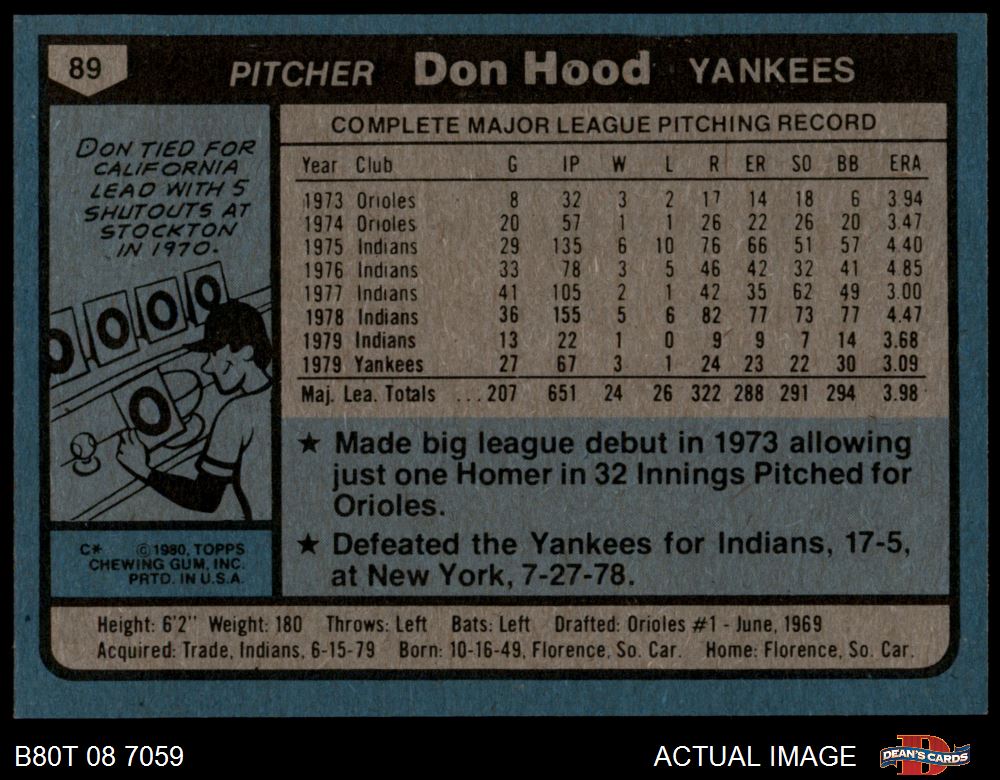 89 PITCHER Don Hood YANKEES
DON TIED FOR
CALIFORNIA
LEAD WITH 5
SHUTOUTS AT
STOCKTON
IN 1970.
0 0 0 0
0
C* ©1980, TOPPS
CHEWING GUM, INC.
PRTD. IN U.S.A.
COMPLETE MAJOR LEAGUE PITCHING RECORD
Year Club G IP W L R ER SO BB ERA
1973 Orioles 8 32 3 2 17 14 18 6 3.94
1974 Orioles 20 57 1 1 26 22 26 20 3.47
1975 Indians 29 135 6 10 76 66 51 57 4.40
1976 Indians 33 78 3 5 46 42 32 41 4.85
1977 Indians 41 105 2 1 42 35 62 49 3.00
1978 Indians 36 155 5 6 82 77 73 77 4.47
1979 Indians 13 22 1 0 9 9 7 14 3.68
1979 Yankees 27 67 3 1 24 23 22 30 3.09
Maj. Lea. Totals ...207 651 24 26 322 288 291 294 3.98
★ Made big league debut in 1973 allowing
just one Homer in 32 Innings Pitched for
Orioles.
★ Defeated the Yankees for Indians, 17-5,
at New York, 7-27-78.
Height: 6'2" Weight: 180 Throws: Left Bats: Left Drafted: Orioles #1 - June, 1969
Acquired: Trade, Indians, 6-15-79 Born: 10-16-49, Florence, So. Car. Home: Florence, So. Car.
B80T 08 7059 ACTUAL IMAGE D DEAN'S CARDS